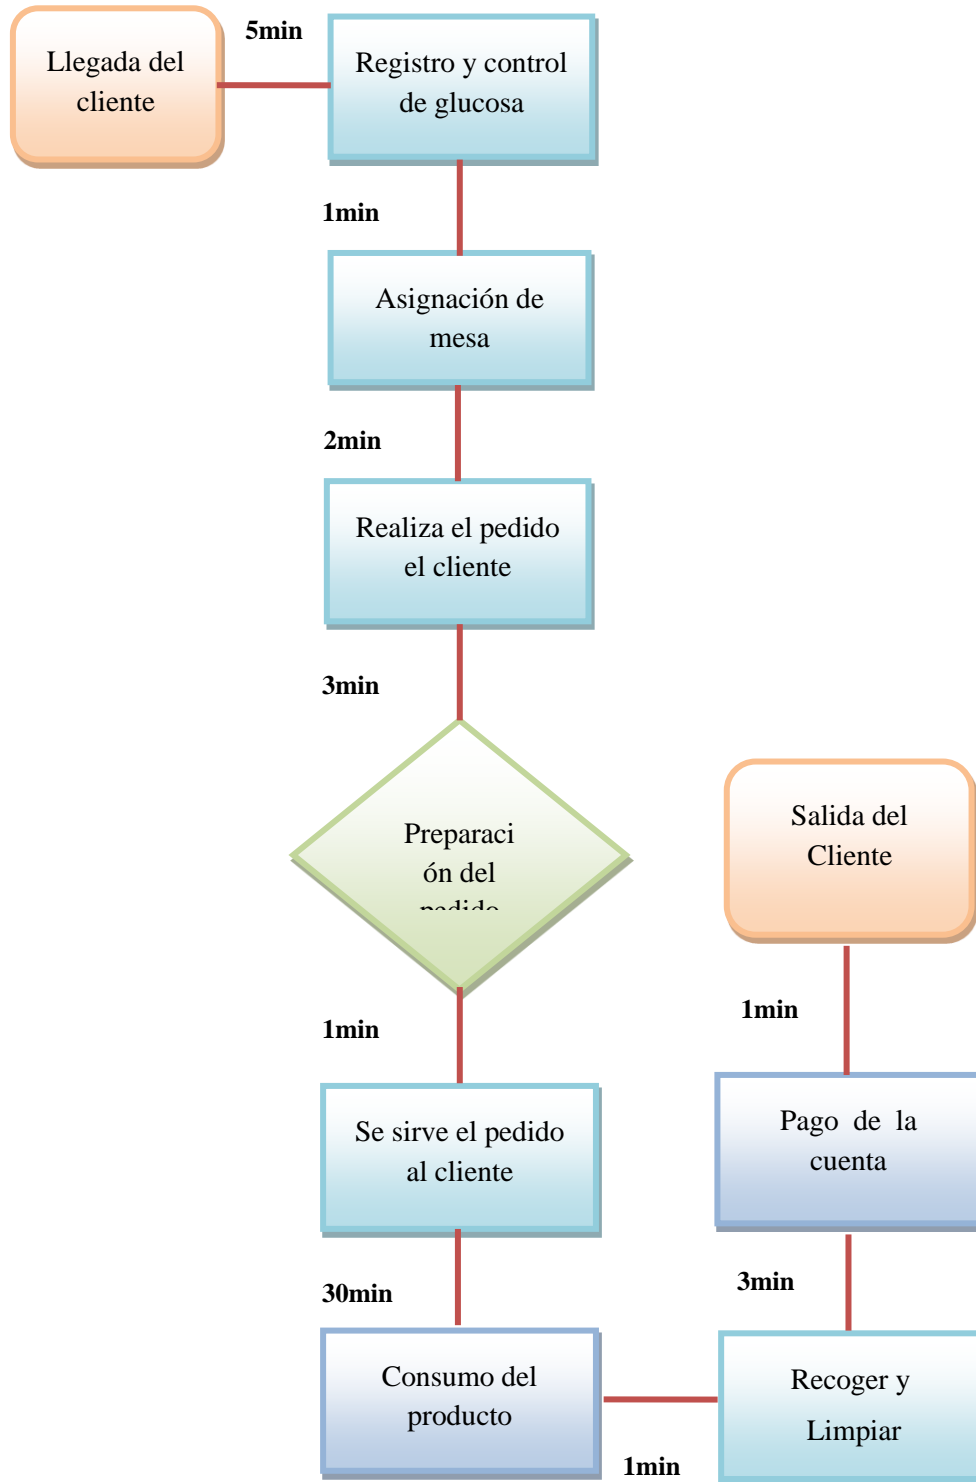 5min
Llegada del
cliente
Registro y control
de glucosa
1min
Asignación de
mesa
2min
Realiza el pedido
el cliente
3min
Preparaci
ón del
pedido
1min
Se sirve el pedido
al cliente
30min
Consumo del
producto
1min
Recoger y
Limpiar
3min
Pago de la
cuenta
1min
Salida del
Cliente